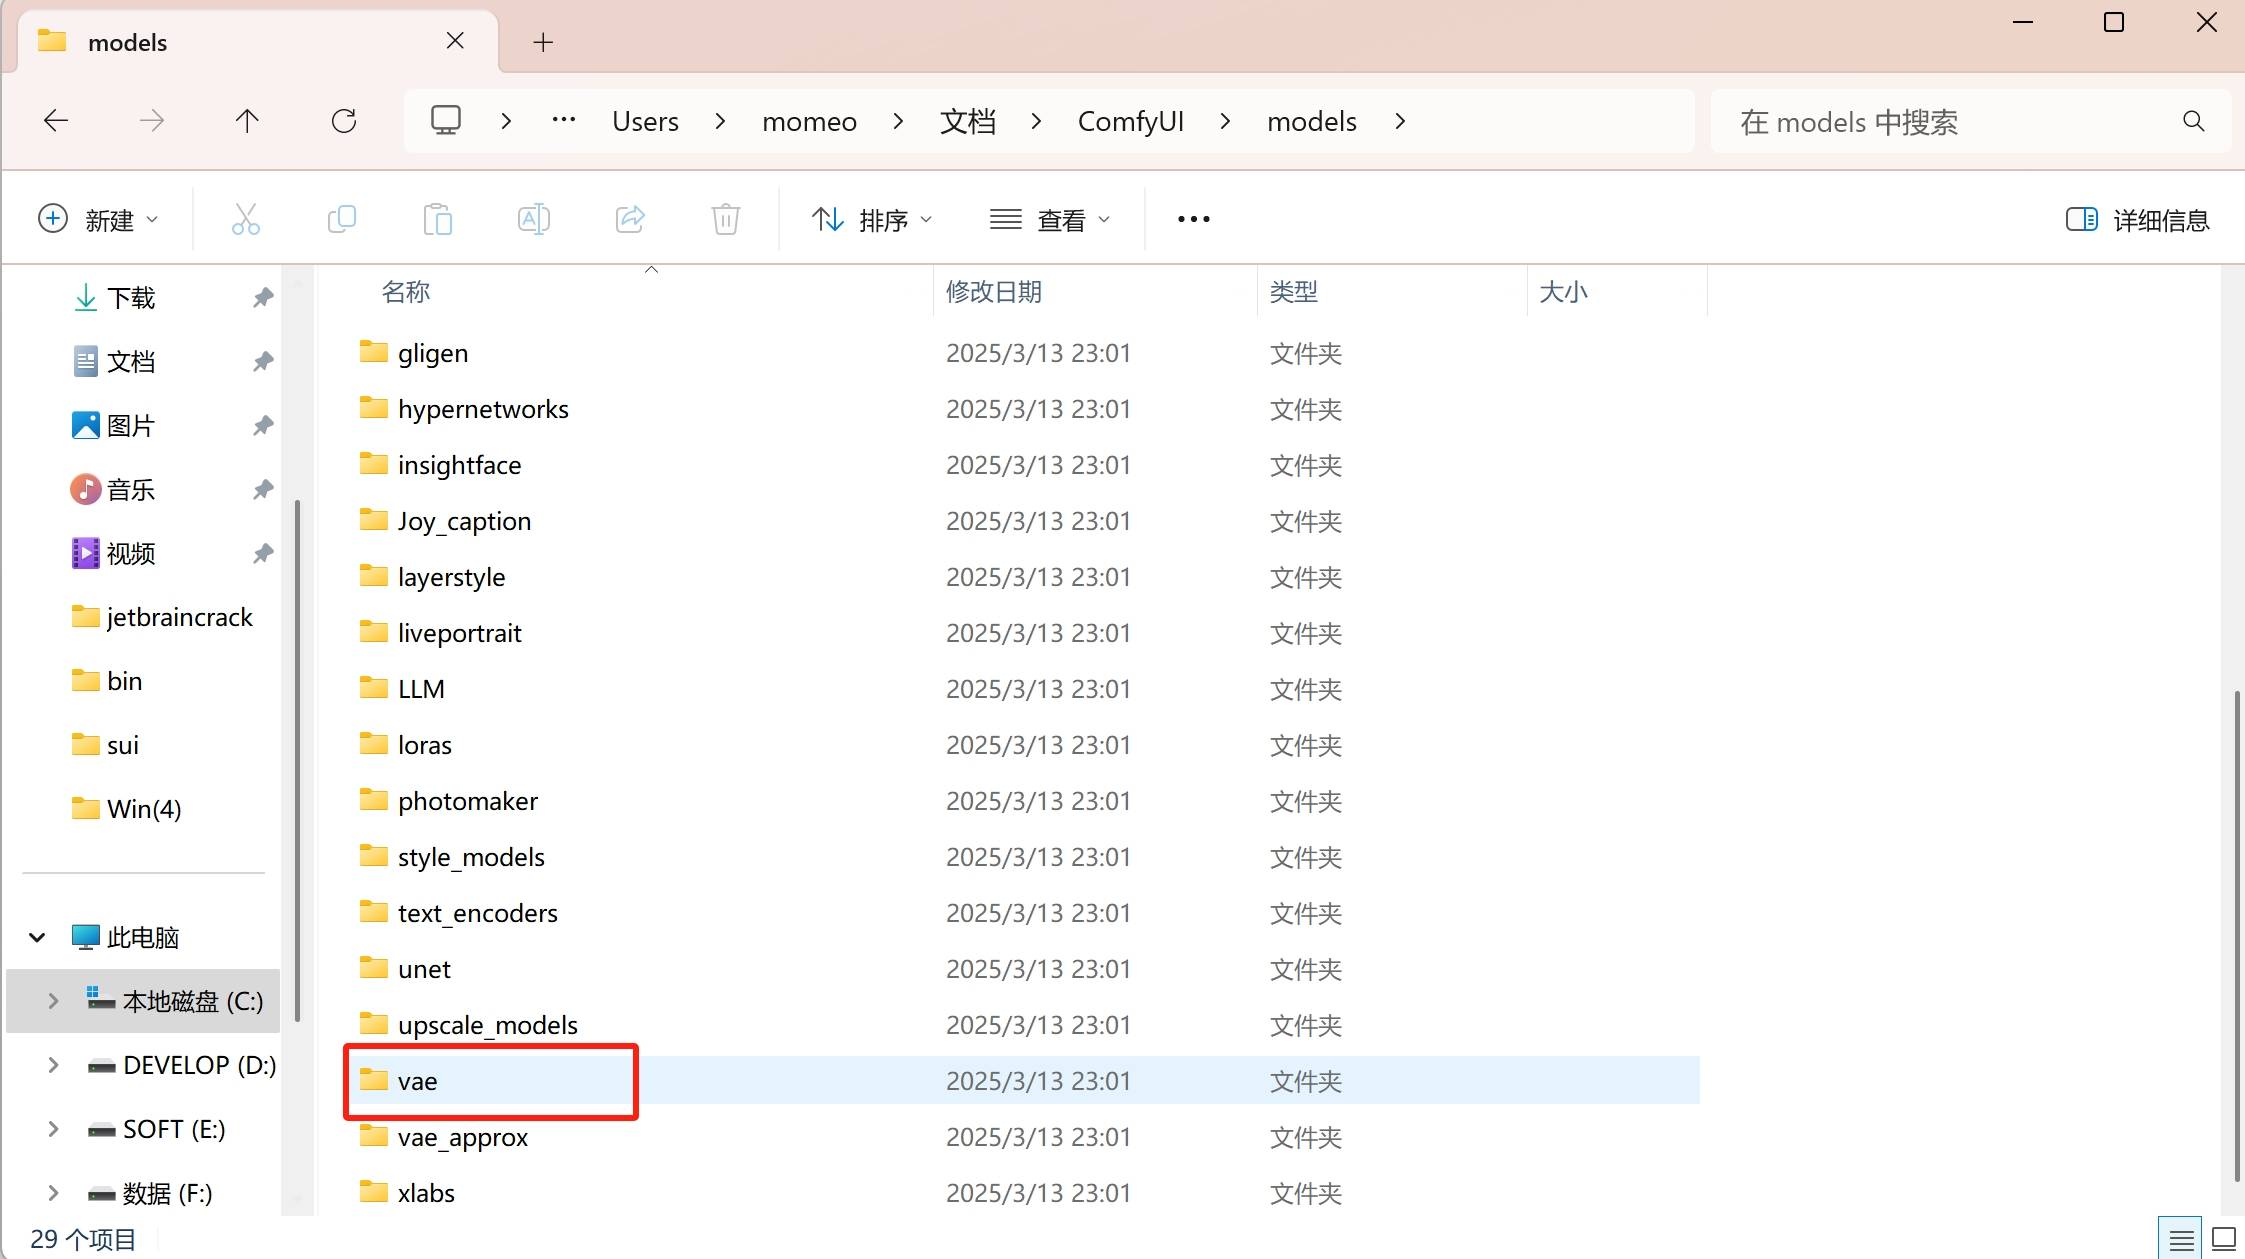 models
Users
momeo
文档
ComfyUI
models
在 models 中搜索
新建
排序
查看
详细信息
下载
文档
图片
音乐
视频
jetbraincrack
bin
sui
Win(4)
此电脑
本地磁盘 (C:)
DEVELOP (D:)
SOFT (E:)
数据 (F:)
名称 修改日期 类型 大小
gligen 2025/3/13 23:01 文件夹
hypernetworks 2025/3/13 23:01 文件夹
insightface 2025/3/13 23:01 文件夹
Joy_caption 2025/3/13 23:01 文件夹
layerstyle 2025/3/13 23:01 文件夹
liveportrait 2025/3/13 23:01 文件夹
LLM 2025/3/13 23:01 文件夹
loras 2025/3/13 23:01 文件夹
photomaker 2025/3/13 23:01 文件夹
style_models 2025/3/13 23:01 文件夹
text_encoders 2025/3/13 23:01 文件夹
unet 2025/3/13 23:01 文件夹
upscale_models 2025/3/13 23:01 文件夹
vae 2025/3/13 23:01 文件夹
vae_approx 2025/3/13 23:01 文件夹
xlabs 2025/3/13 23:01 文件夹
29 个项目